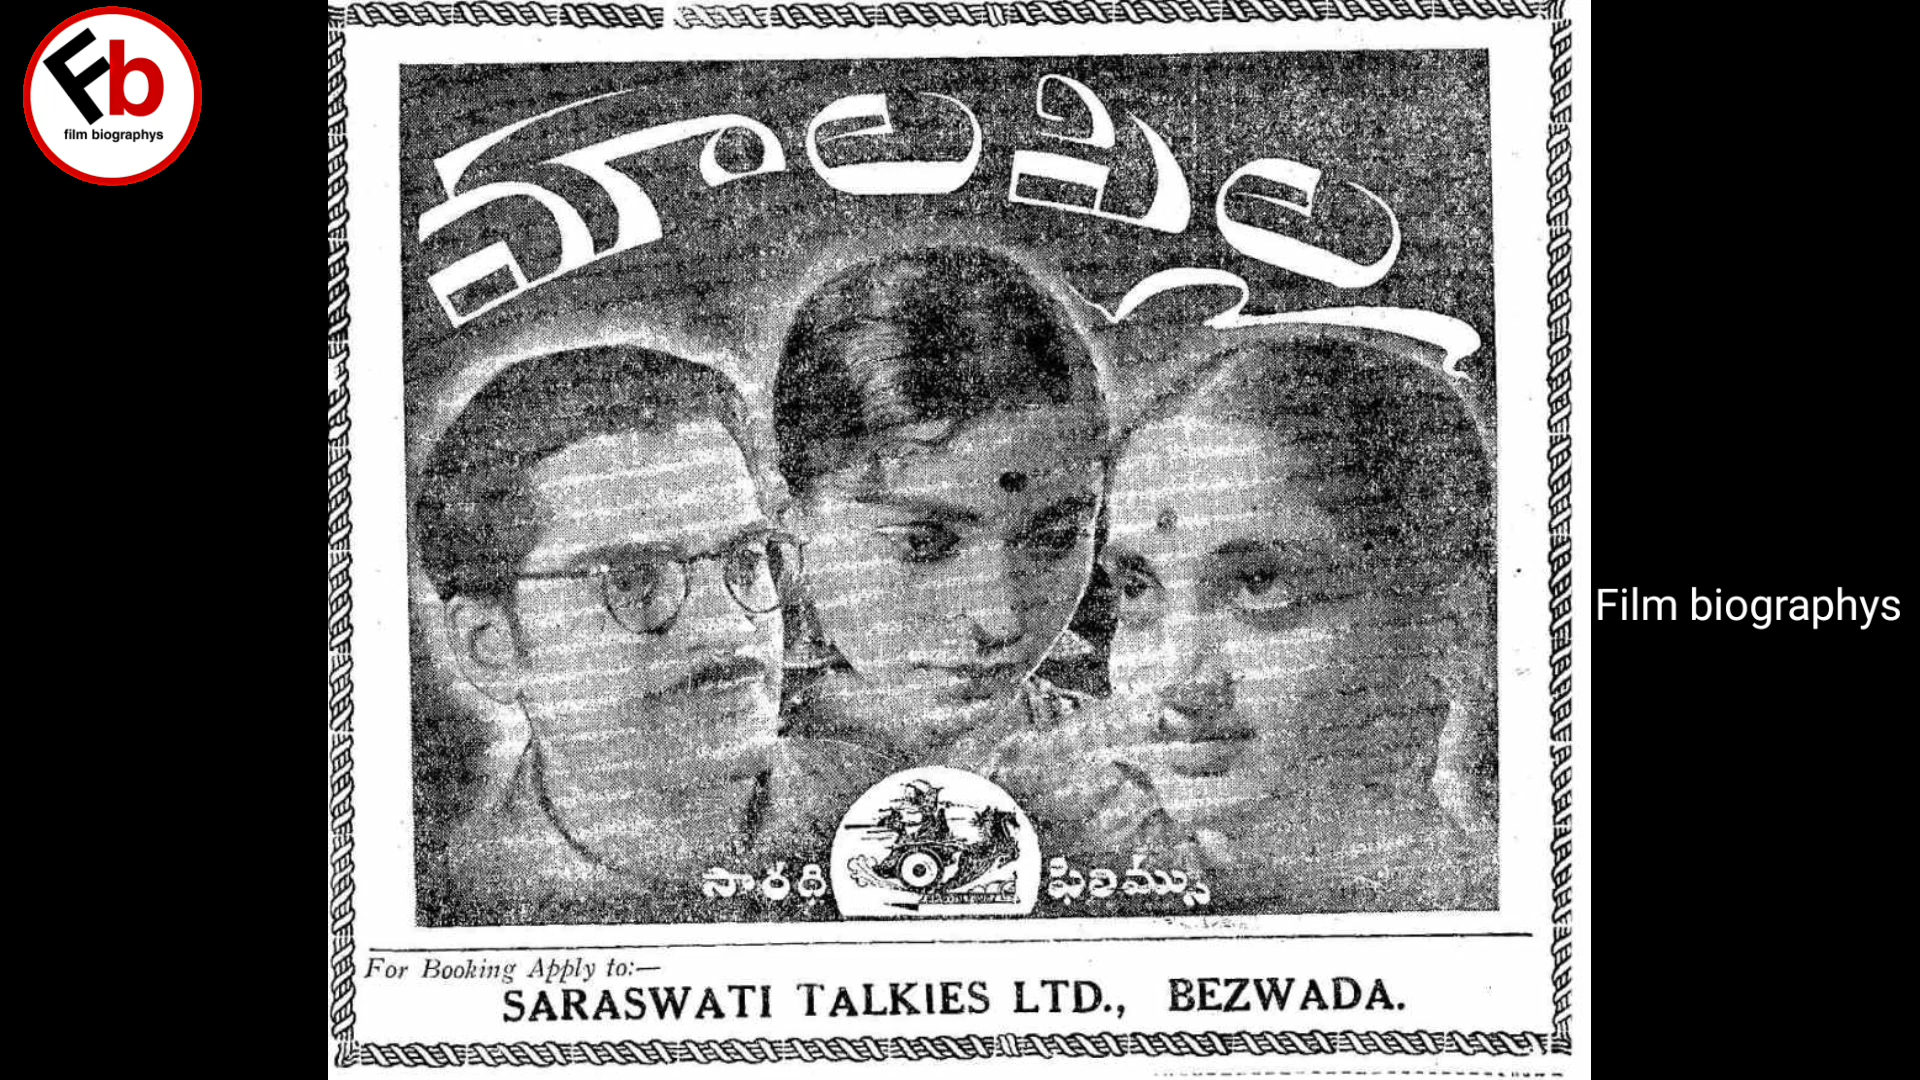 Fb
film biographys
మాలపిల్ల
సారథి ఫిలిమ్సు
Film biographys
For Booking Apply to:—
SARASWATI TALKIES LTD., BEZWADA.